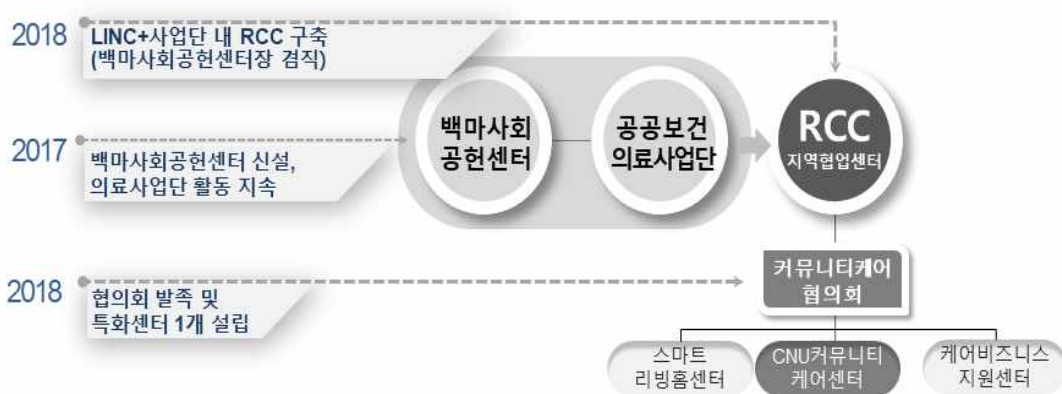 2018
LINC+사업단 내 RCC 구축
(백마사회공헌센터장 겸직)
2017
백마사회공헌센터 신설,
의료사업단 활동 지속
백마사회
공헌센터
공공보건
의료사업단
RCC
지역협업센터
2018
협의회 발족 및
특화센터 1개 설립
커뮤니티케어
협의회
스마트
리빙홈센터
CNU커뮤니티
케어센터
케어비즈니스
지원센터